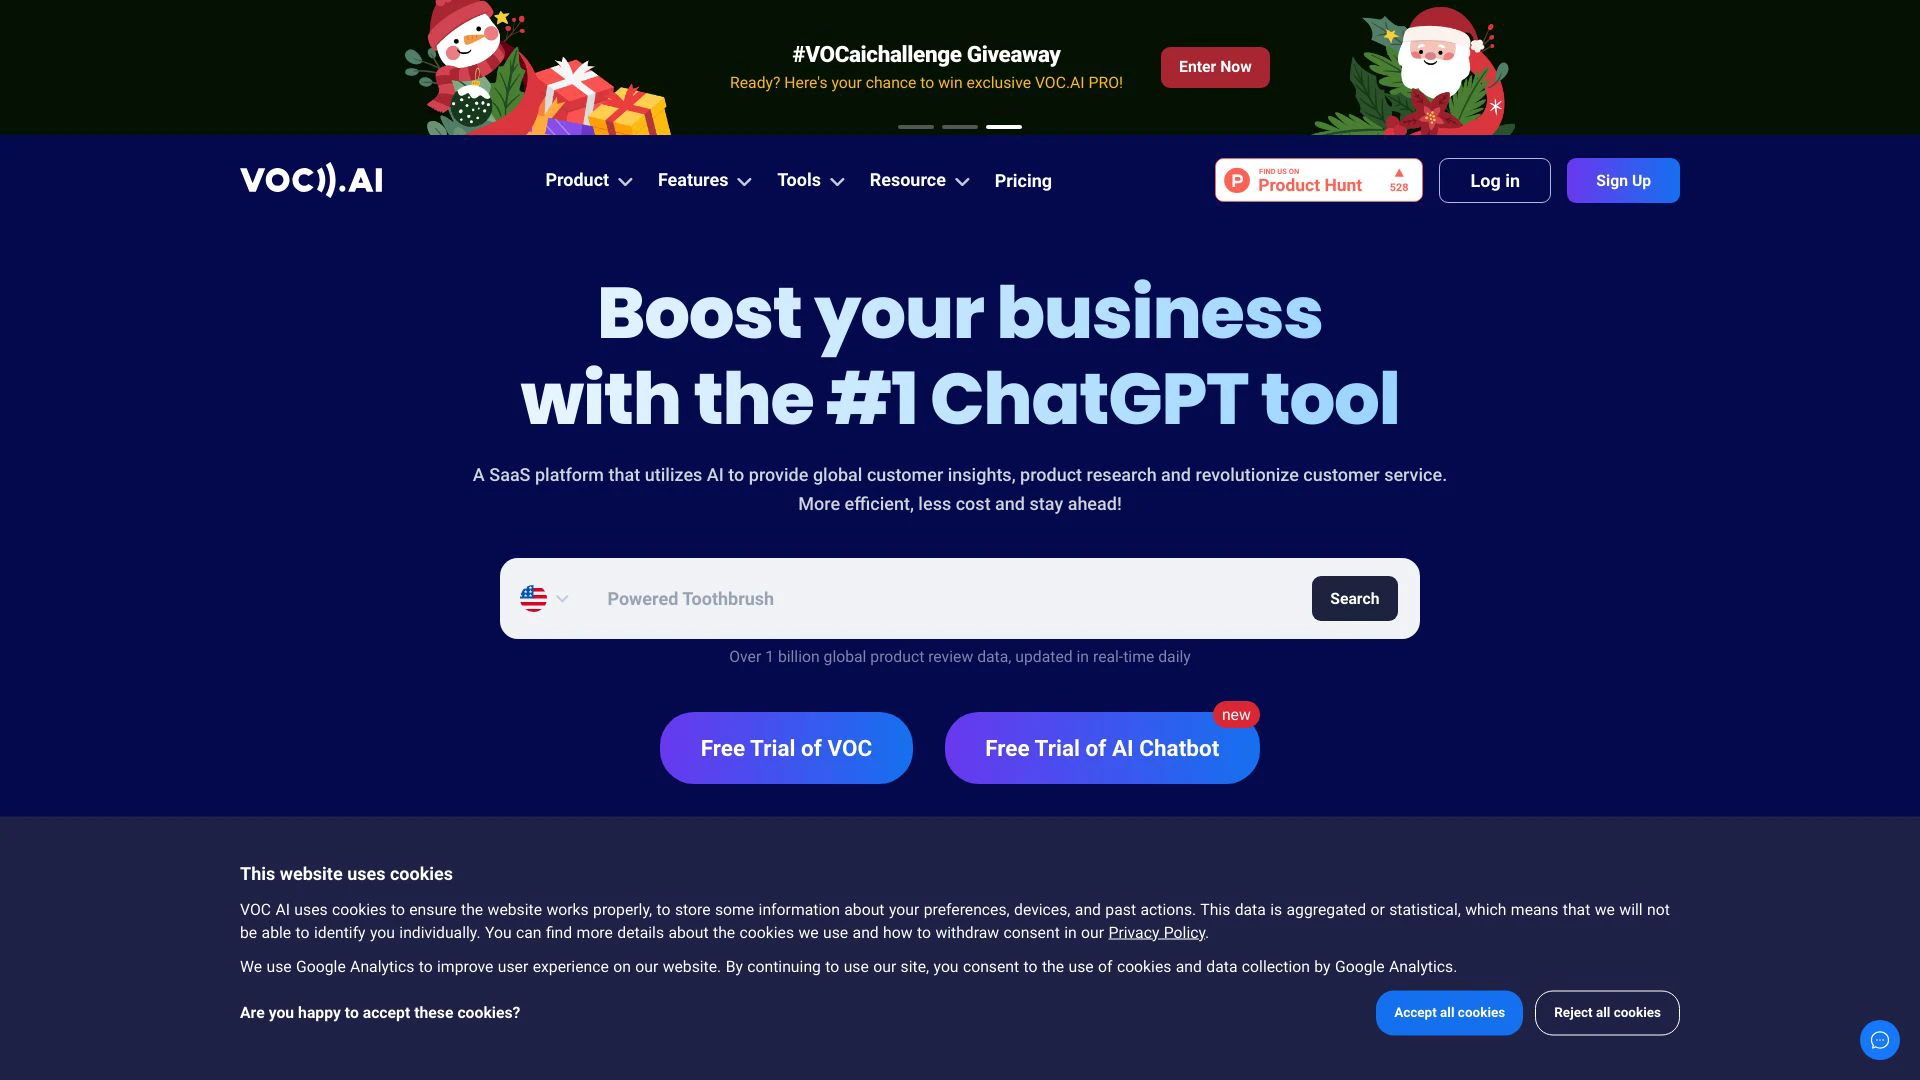 #VOCaichallenge Giveaway
Ready? Here's your chance to win exclusive VOC.AI PRO!
Enter Now
VOC.AI
Product
Features
Tools
Resource
Pricing
FIND US ON
Product Hunt
528
Log in
Sign Up
Boost your business
with the #1 ChatGPT tool
A SaaS platform that utilizes AI to provide global customer insights, product research and revolutionize customer service.
More efficient, less cost and stay ahead!
Powered Toothbrush
Search
Over 1 billion global product review data, updated in real-time daily
Free Trial of VOC
Free Trial of AI Chatbot
new
This website uses cookies
VOC AI uses cookies to ensure the website works properly, to store some information about your preferences, devices, and past actions. This data is aggregated or statistical, which means that we will not
be able to identify you individually. You can find more details about the cookies we use and how to withdraw consent in our Privacy Policy.
We use Google Analytics to improve user experience on our website. By continuing to use our site, you consent to the use of cookies and data collection by Google Analytics.
Are you happy to accept these cookies?
Accept all cookies
Reject all cookies